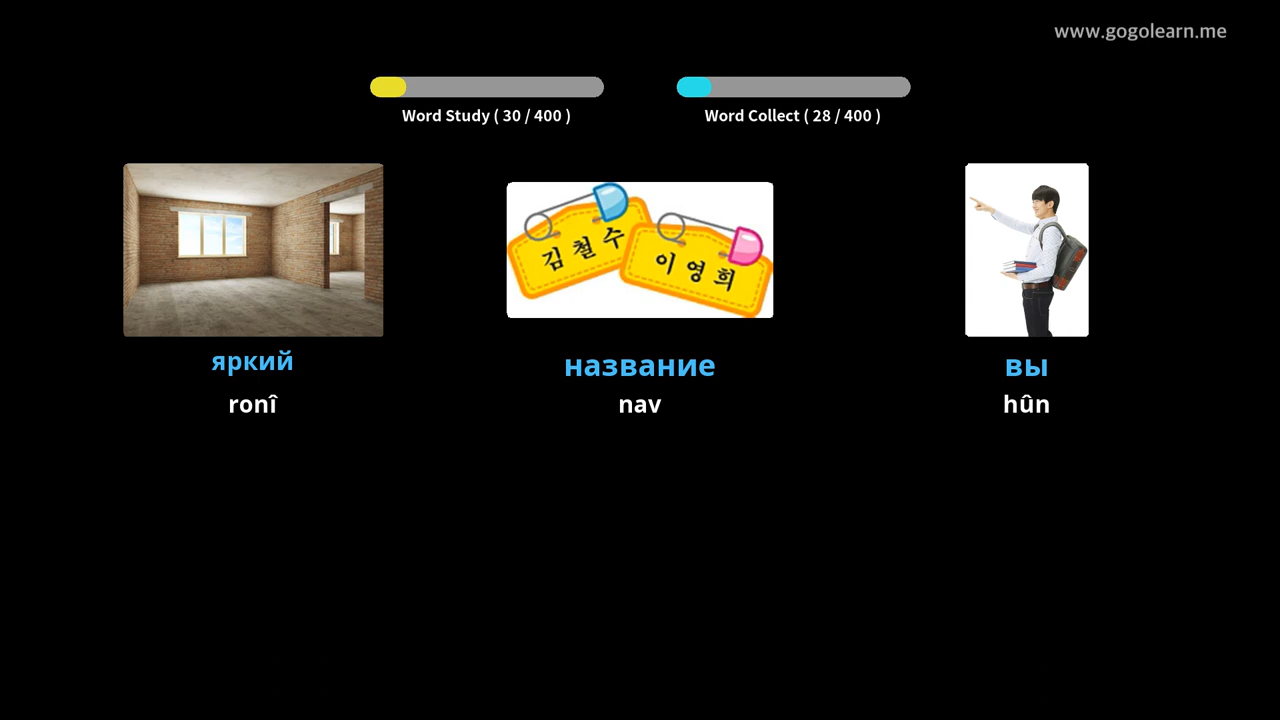 www.gogolearn.me
Word Study ( 30 / 400 )
Word Collect ( 28 / 400 )
김철수
이영희
яркий
название
вы
ronî
nav
hûn